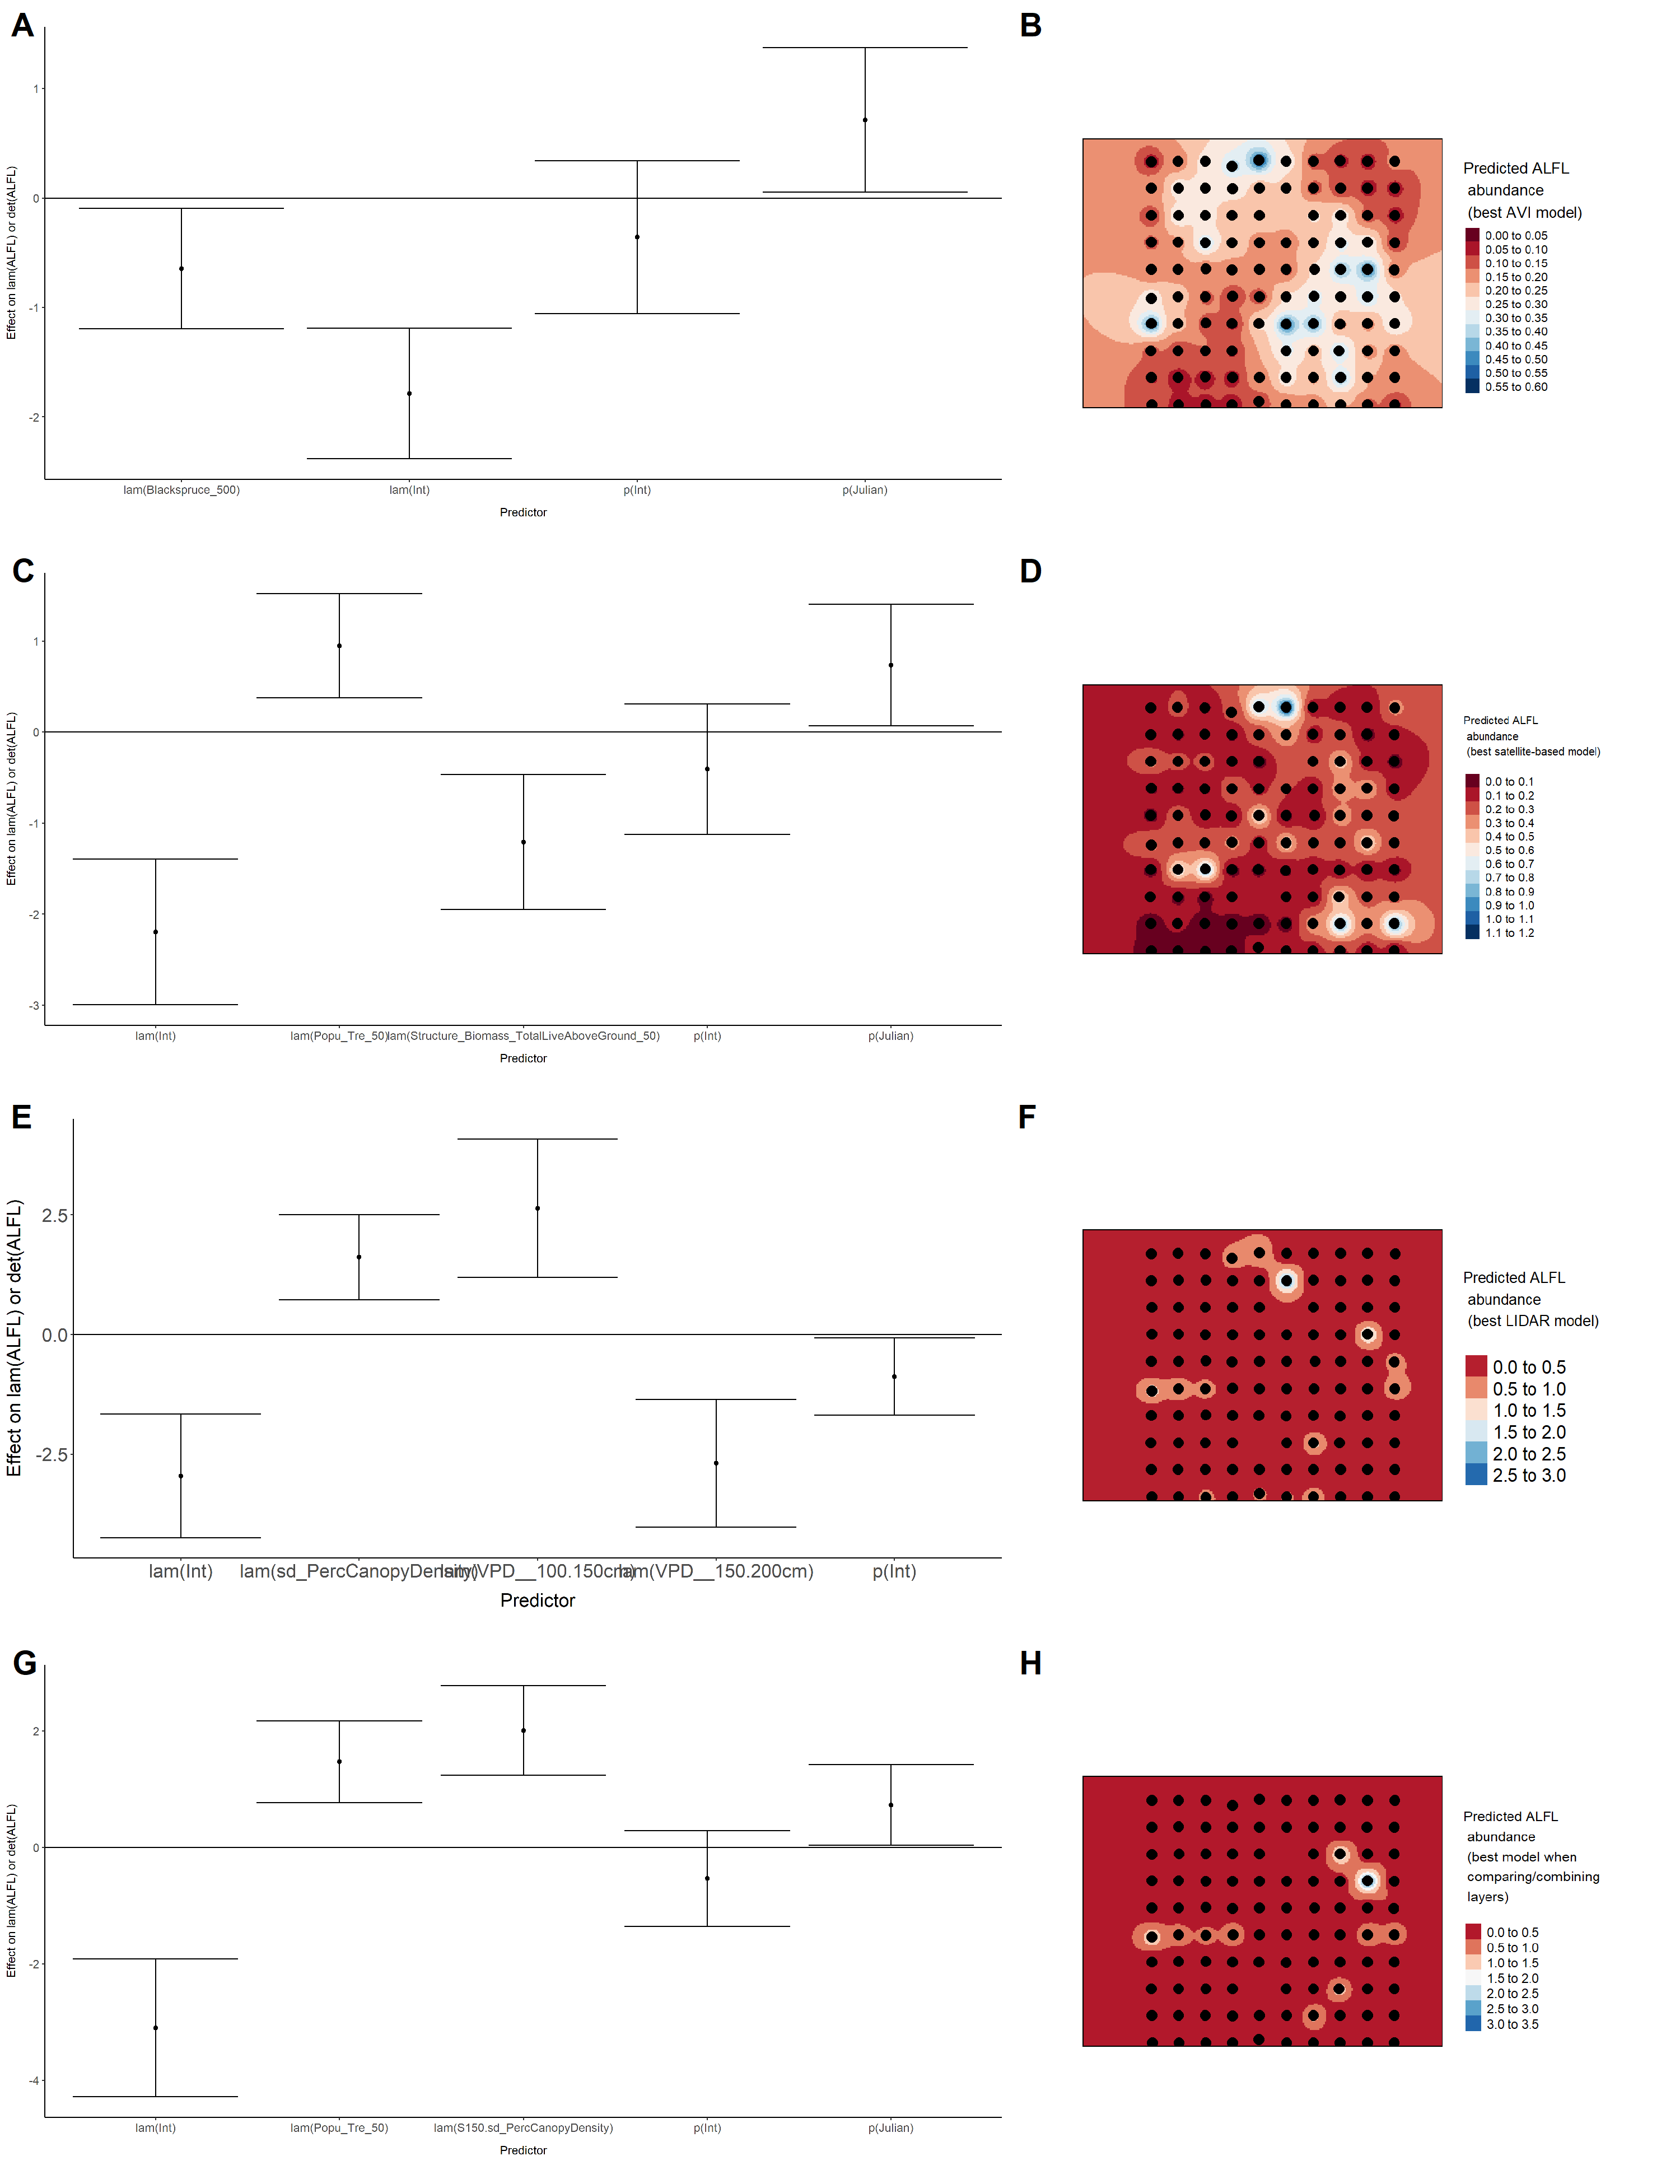 A
Effect on lam(ALFL) or det(ALFL)
1
0
-1
-2
lam(Blackspruce_500)
lam(Int)
p(Int)
p(Julian)
Predictor
B
Predicted ALFL
abundance
(best AVI model)
0.00 to 0.05
0.05 to 0.10
0.10 to 0.15
0.15 to 0.20
0.20 to 0.25
0.25 to 0.30
0.30 to 0.35
0.35 to 0.40
0.40 to 0.45
0.45 to 0.50
0.50 to 0.55
0.55 to 0.60
C
Effect on lam(ALFL) or det(ALFL)
1
0
-1
-2
-3
lam(Int)
lam(Popu_Tre_50)
lam(Structure_Biomass_TotalLiveAboveGround_50)
p(Int)
p(Julian)
Predictor
D
Predicted ALFL
abundance
(best satellite-based model)
0.0 to 0.1
0.1 to 0.2
0.2 to 0.3
0.3 to 0.4
0.4 to 0.5
0.5 to 0.6
0.6 to 0.7
0.7 to 0.8
0.8 to 0.9
0.9 to 1.0
1.0 to 1.1
1.1 to 1.2
E
Effect on lam(ALFL) or det(ALFL)
2.5
0.0
-2.5
lam(Int)
lam(sd_PercCanopyDensity)
lam(VPD__100.150cm)
lam(VPD__150.200cm)
p(Int)
Predictor
F
Predicted ALFL
abundance
(best LIDAR model)
0.0 to 0.5
0.5 to 1.0
1.0 to 1.5
1.5 to 2.0
2.0 to 2.5
2.5 to 3.0
G
Effect on lam(ALFL) or det(ALFL)
2
0
-2
-4
lam(Int)
lam(Popu_Tre_50)
lam(S150.sd_PercCanopyDensity)
p(Int)
p(Julian)
Predictor
H
Predicted ALFL
abundance
(best model when
comparing/combining
layers)
0.0 to 0.5
0.5 to 1.0
1.0 to 1.5
1.5 to 2.0
2.0 to 2.5
2.5 to 3.0
3.0 to 3.5